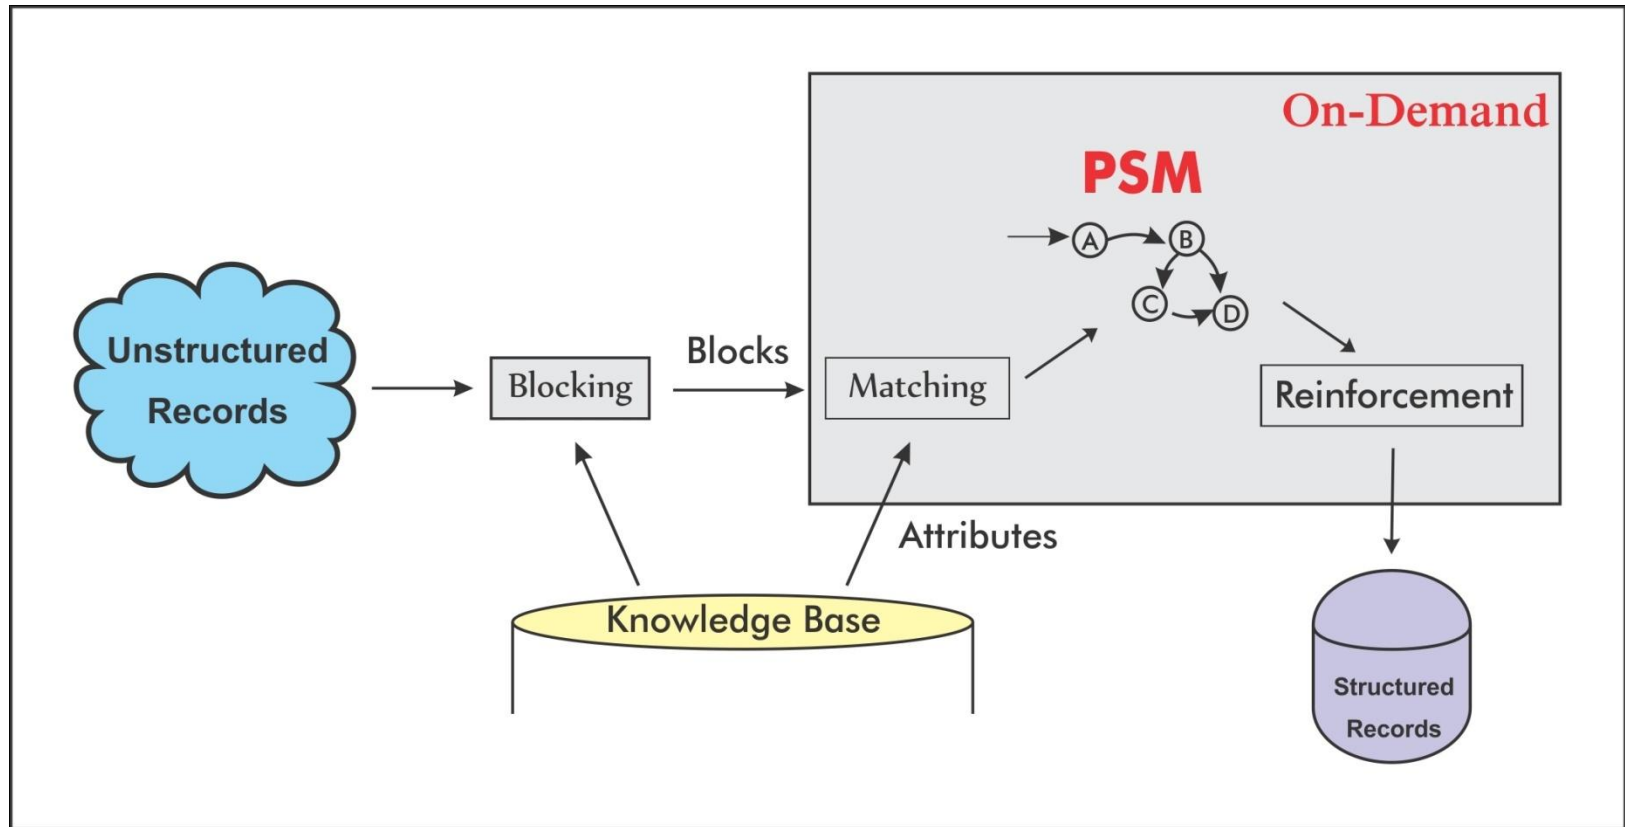 On-Demand
PSM
A
B
C
D
Unstructured
Records
Blocking
Blocks
Matching
Reinforcement
Attributes
Knowledge Base
Structured
Records